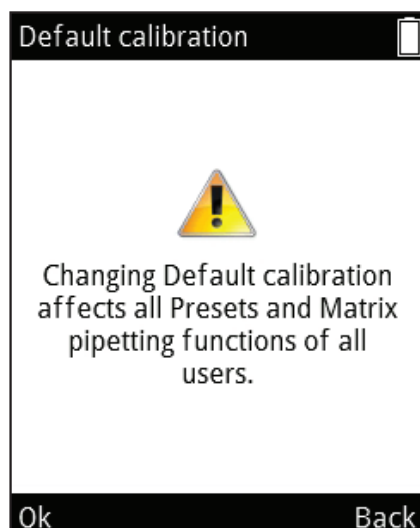 Default calibration
Changing Default calibration
affects all Presets and Matrix
pipetting functions of all
users.
Ok
Back